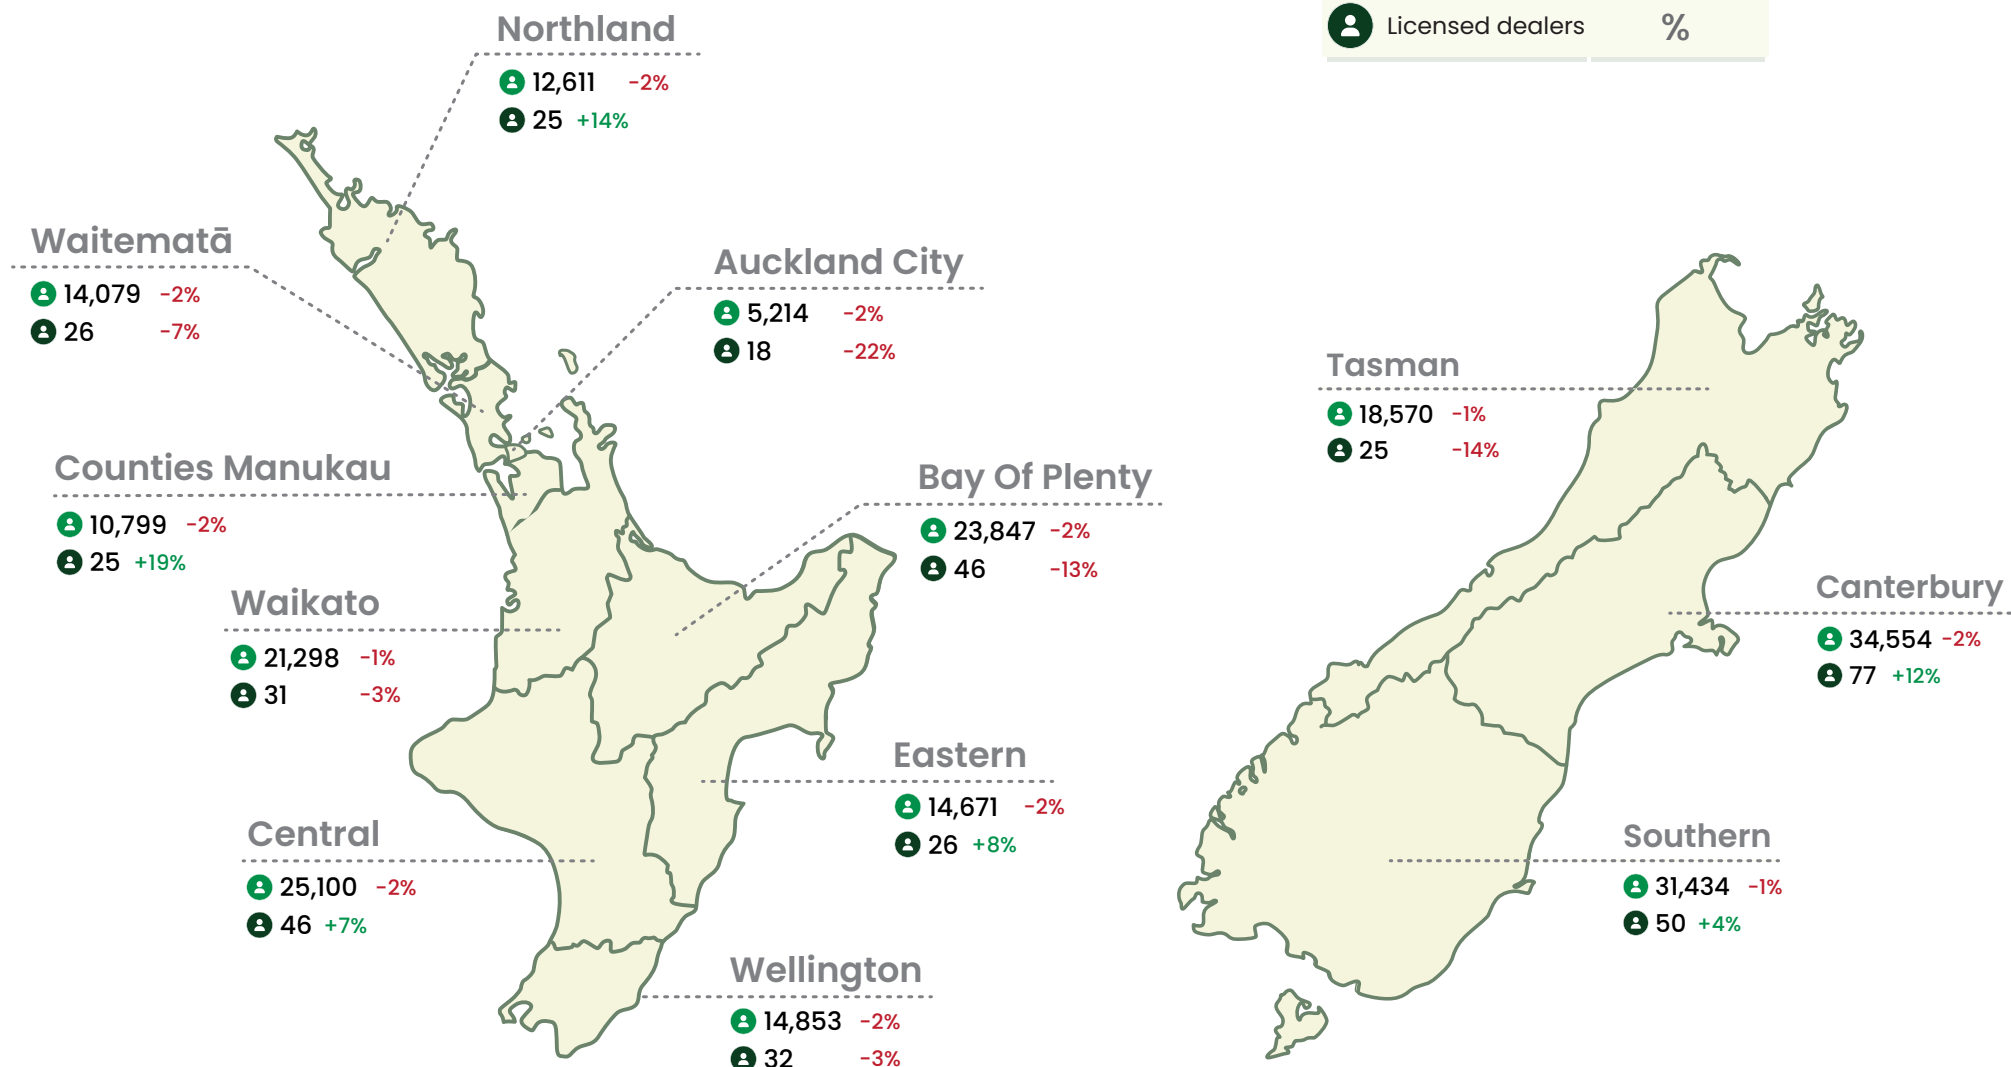 Licensed dealers %
Northland
12,611 -2%
25 +14%
Waitematā
14,079 -2%
26 -7%
Auckland City
5,214 -2%
18 -22%
Tasman
18,570 -1%
25 -14%
Counties Manukau
10,799 -2%
25 +19%
Bay Of Plenty
23,847 -2%
46 -13%
Waikato
21,298 -1%
31 -3%
Canterbury
34,554 -2%
77 +12%
Eastern
14,671 -2%
26 +8%
Central
25,100 -2%
46 +7%
Southern
31,434 -1%
50 +4%
Wellington
14,853 -2%
32 -3%